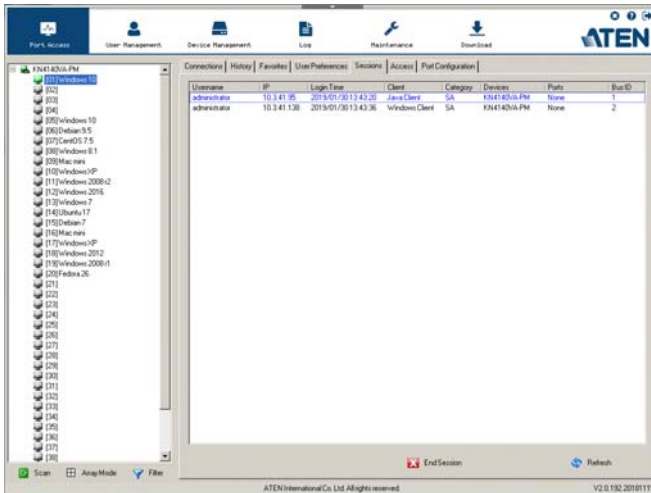 Port Access
User Management
Device Management
Log
Maintenance
Download
ATEN
KN4140VA-PM
[01]Windows 10
[02]
[03]
[04]
[05]Windows 10
[06]Debian 9.5
[07]CentOS 7.5
[08]Windows 8.1
[09]Mac mini
[10]Windows XP
[11]Windows 2008 r2
[12]Windows 2016
[13]Windows 7
[14]Ubuntu 17
[15]Debian 7
[16]Mac mini
[17]Windows XP
[18]Windows 2012
[19]Windows 2008 r1
[20]Fedora 26
[21]
[22]
[23]
[24]
[25]
[26]
[27]
[28]
[29]
[30]
[31]
[32]
[33]
[34]
[35]
[36]
[37]
[38]
Scan Array Mode Filter
Connections History Favorites User Preferences Sessions Access Port Configuration
Username IP Login Time Client Category Devices Ports Bus ID
administrator 10.3.41.95 2019/01/30 13:43:20 Java Client SA KN4140VA-PM None 1
administrator 10.3.41.138 2019/01/30 13:43:36 Windows Client SA KN4140VA-PM None 2
End Session
Refresh
ATEN International Co. Ltd. All rights reserved.
V2.0.192.2018111